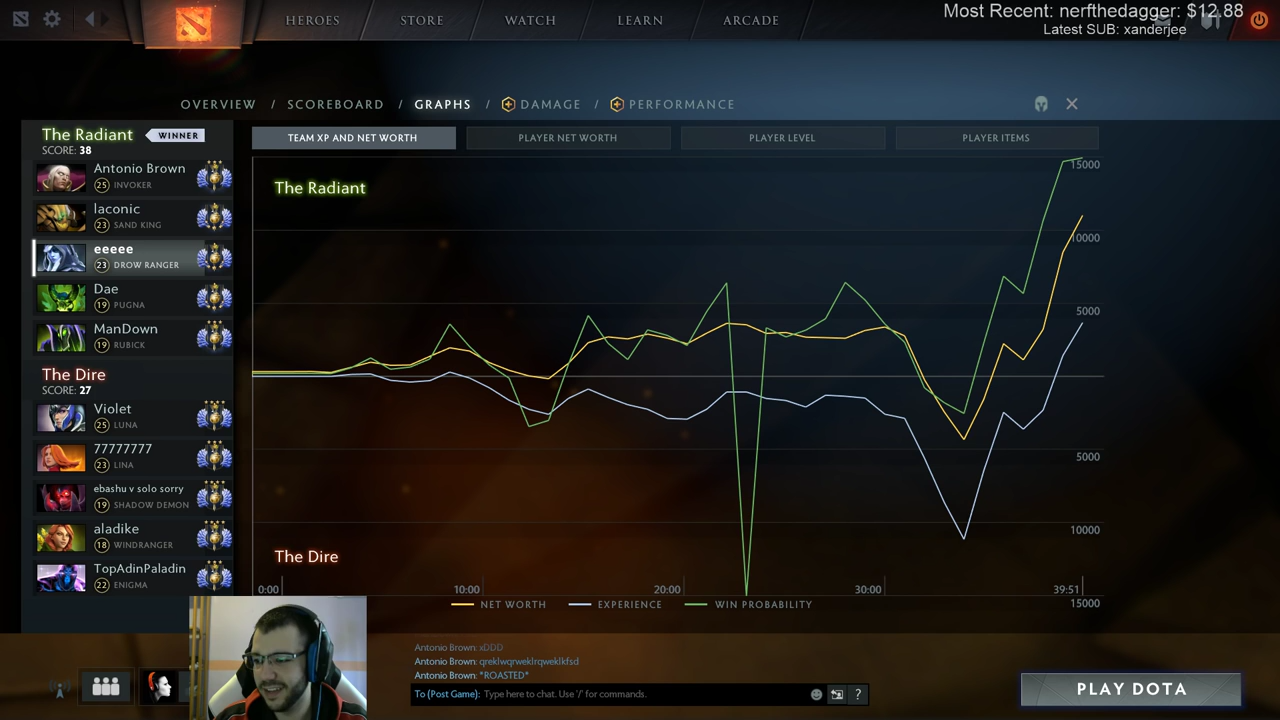 HEROES
STORE
WATCH
LEARN
ARCADE
Most Recent: nerfthedagger: $12.88
Latest SUB: xanderjee
OVERVIEW / SCOREBOARD / GRAPHS / DAMAGE / PERFORMANCE
The Radiant WINNER
SCORE: 38
TEAM XP AND NET WORTH
PLAYER NET WORTH
PLAYER LEVEL
PLAYER ITEMS
Antonio Brown
25 INVOKER
laconic
23 SAND KING
eeeee
23 DROW RANGER
Dae
19 PUGNA
ManDown
19 RUBICK
The Dire
SCORE: 27
Violet
25 LUNA
77777777
23 LINA
ebashu v solo sorry
19 SHADOW DEMON
aladike
18 WINDRANGER
TopAdinPaladin
22 ENIGMA
The Radiant
15000
10000
5000
5000
10000
The Dire
0:00
10:00
20:00
30:00
39:51
15000
NET WORTH
EXPERIENCE
WIN PROBABILITY
Antonio Brown: xDDD
Antonio Brown: qreklwqrweklrqweklkfsd
Antonio Brown: *ROASTED*
To (Post Game): Type here to chat. Use '/' for commands.
?
PLAY DOTA